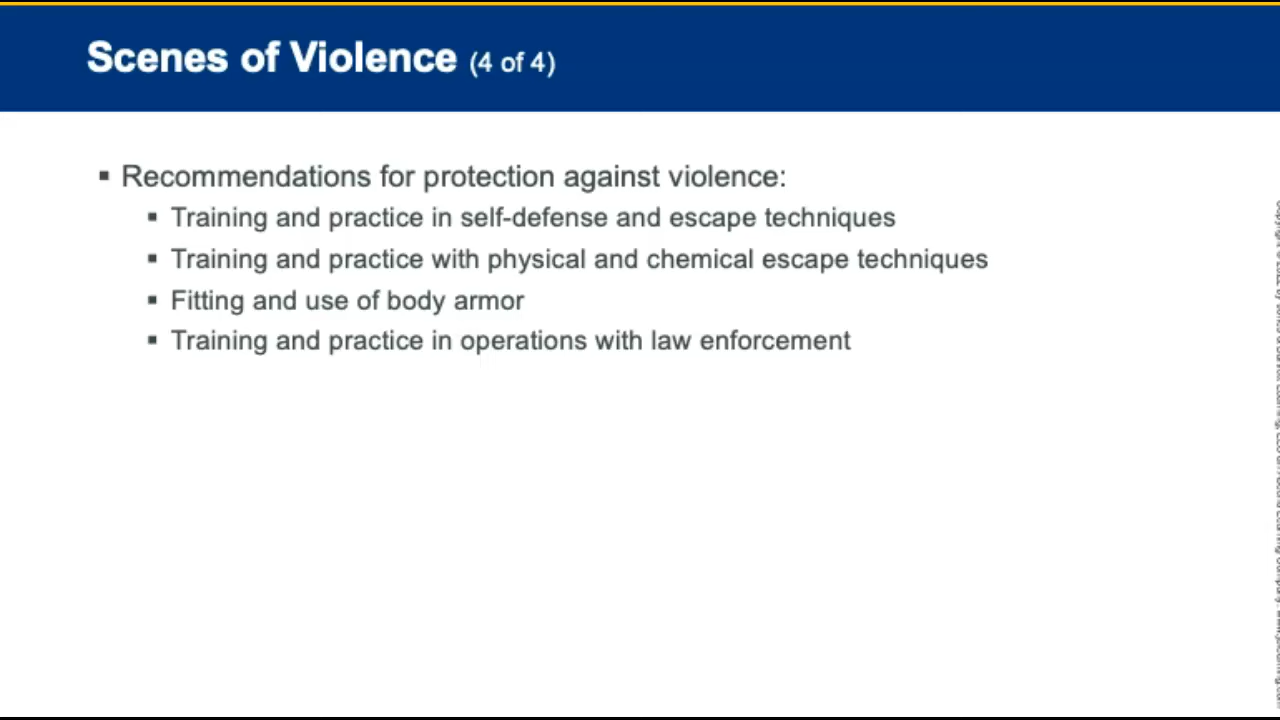 Scenes of Violence (4 of 4)
▪ Recommendations for protection against violence:
▪ Training and practice in self-defense and escape techniques
▪ Training and practice with physical and chemical escape techniques
▪ Fitting and use of body armor
▪ Training and practice in operations with law enforcement